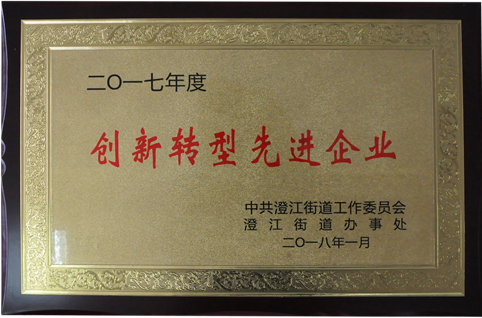 二〇一七年度
创新转型先进企业
中共澄江街道工作委员会
澄江街道办事处
二〇一八年一月